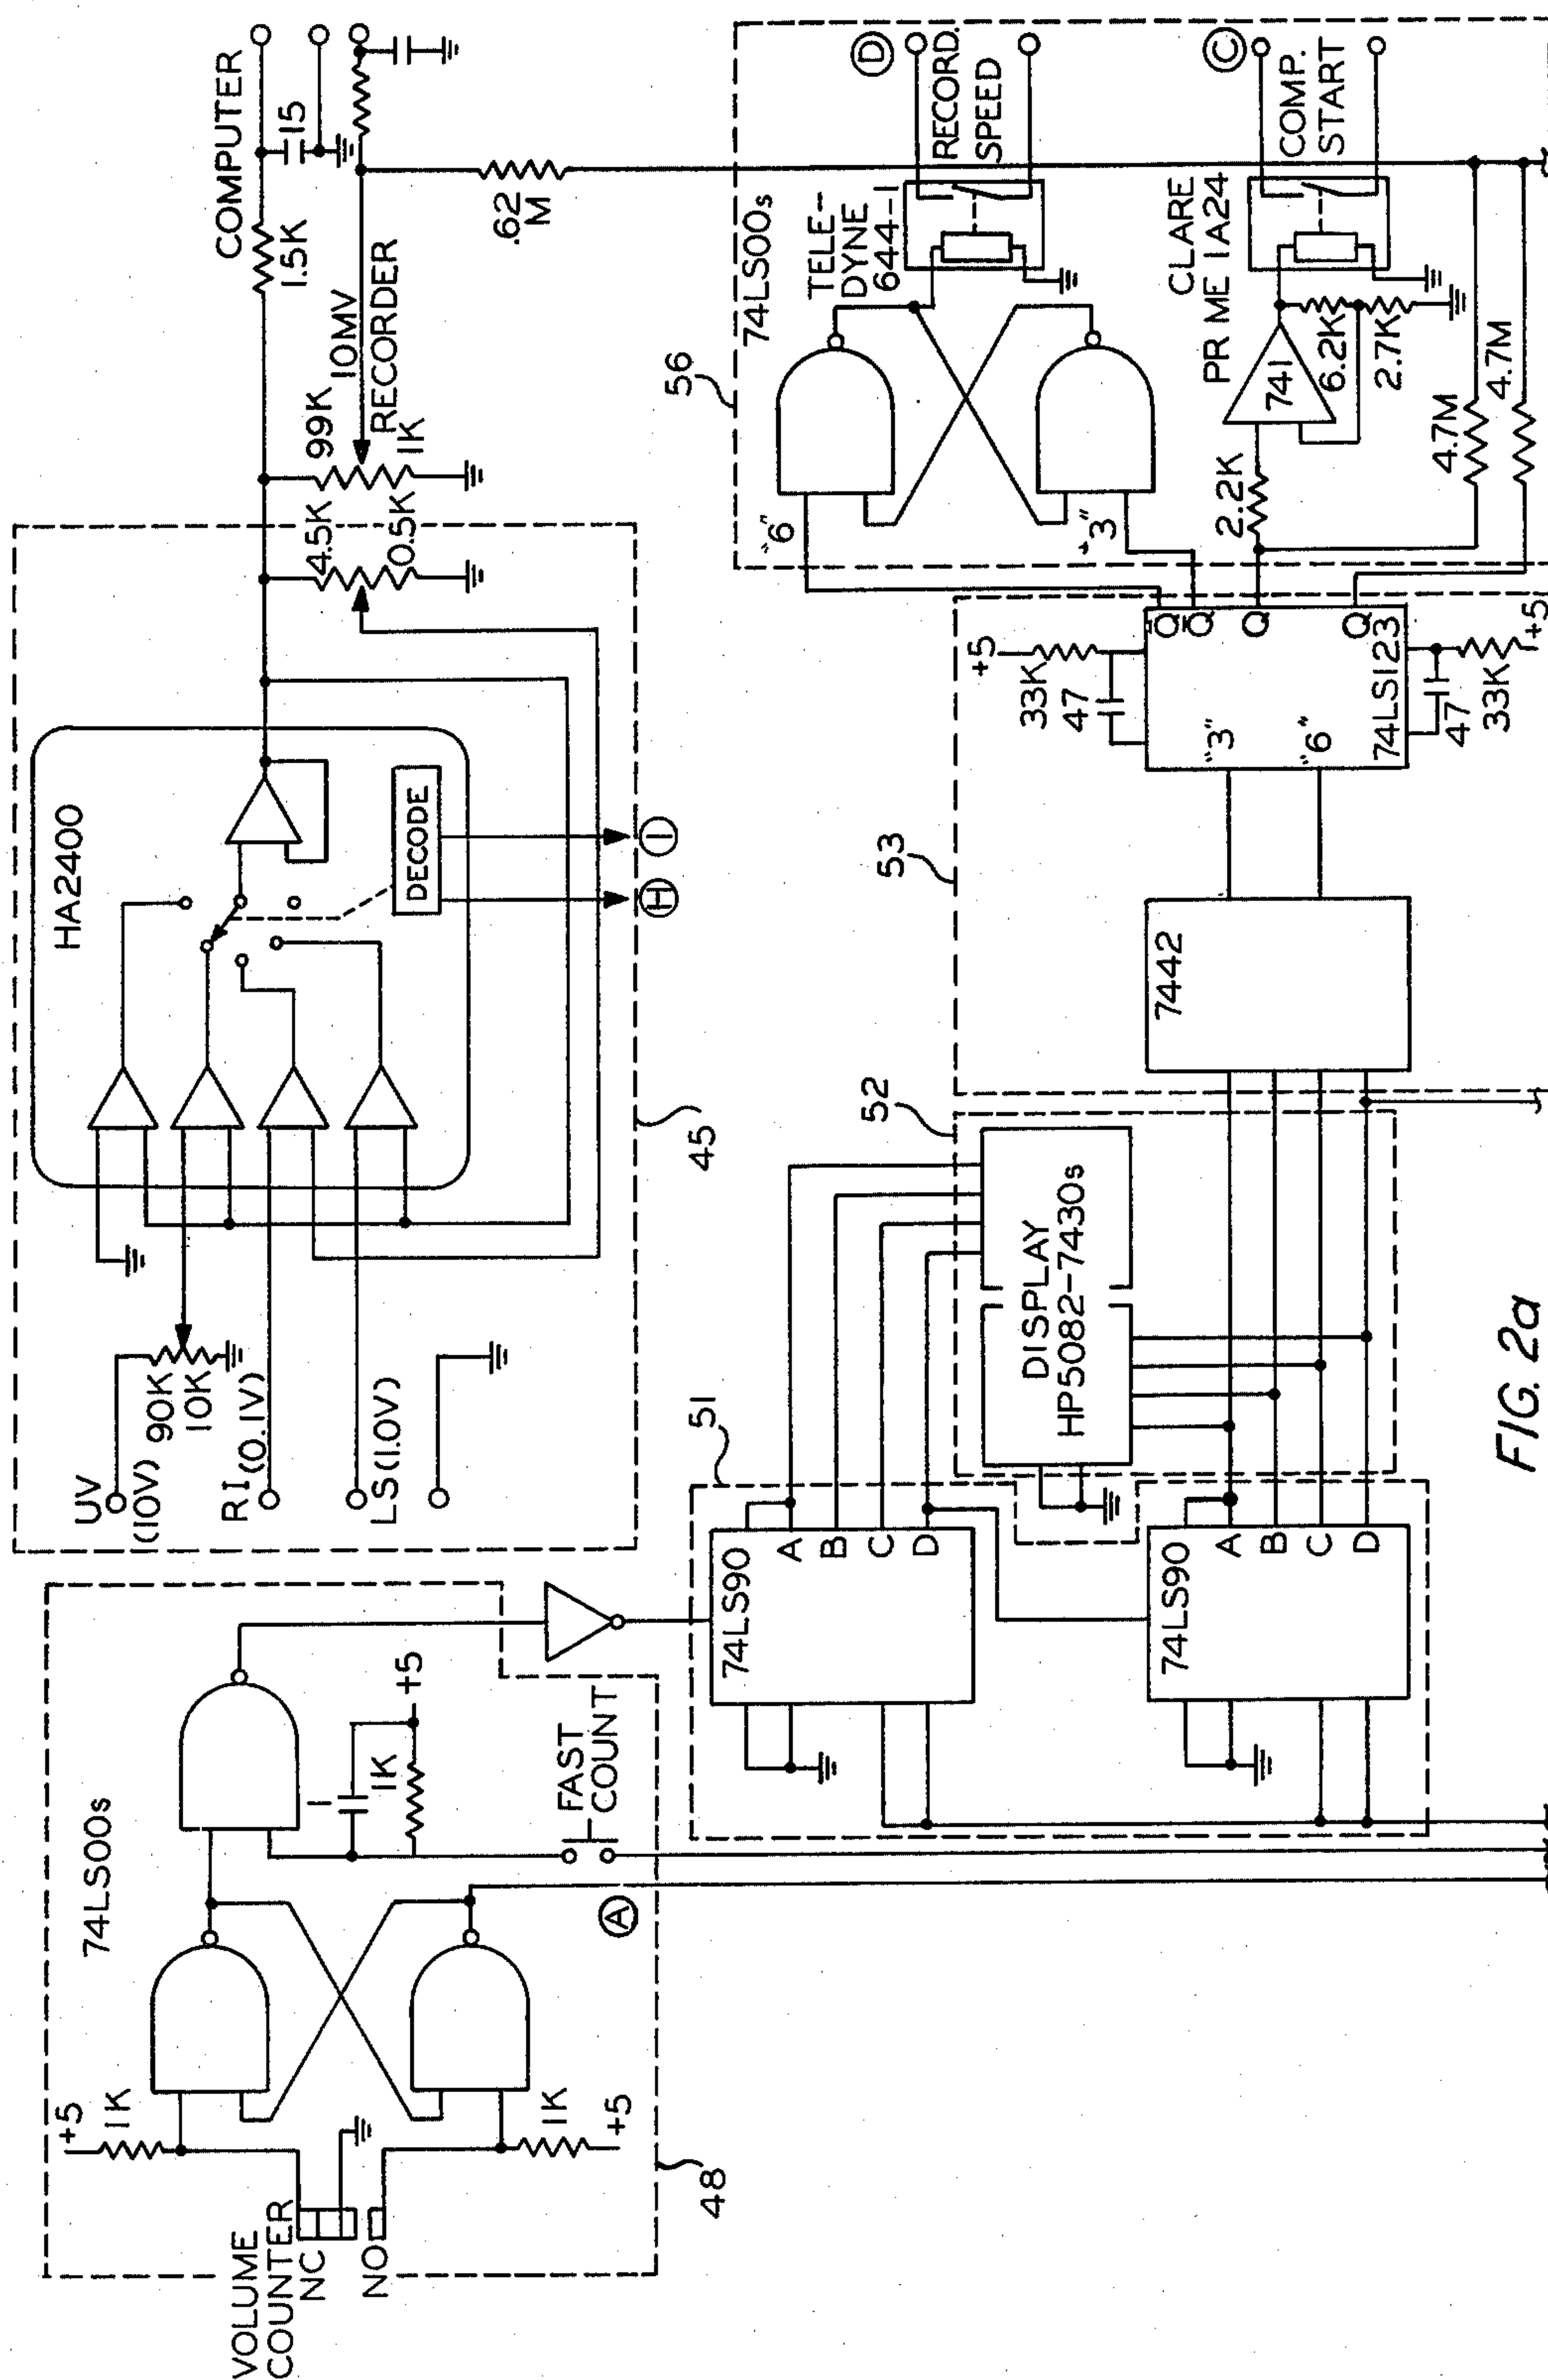 COMPUTER
15
1.5K
99K
10MV
RECORDER
1K
4.5K
0.5K
.62
M
HA2400
DECODE
I
H
UV
(10V)
90K
10K
RI (0.1V)
LS (1.0V)
45
74LS00s
+5
1K
1K
+5
1
1K
+5
FAST
COUNT
A
VOLUME
COUNTER
NC
NO
48
51
74LS90
A
B
C
D
74LS90
A
B
C
D
52
DISPLAY
HP5082-7430s
53
7442
"3"
"6"
74LS123
Q̅
Q̅
Q
Q
+5
33K
47
47
33K
+5
56
74LS00s
"6"
"3"
TELE-
DYNE
644-1
D
RECORD.
SPEED
CLARE
PR ME 1A24
C
COMP.
START
2.2K
741
6.2K
2.7K
4.7M
4.7M
FIG. 2a